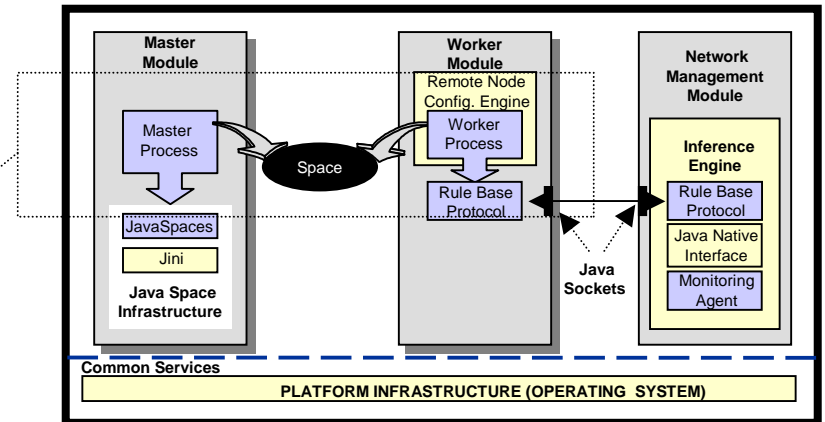 Master
Module
Master
Process
JavaSpaces
Jini
Java Space
Infrastructure
Space
Worker
Module
Remote Node
Config. Engine
Worker
Process
Rule Base
Protocol
Java
Sockets
Network
Management
Module
Inference
Engine
Rule Base
Protocol
Java Native
Interface
Monitoring
Agent
Common Services
PLATFORM INFRASTRUCTURE (OPERATING SYSTEM)